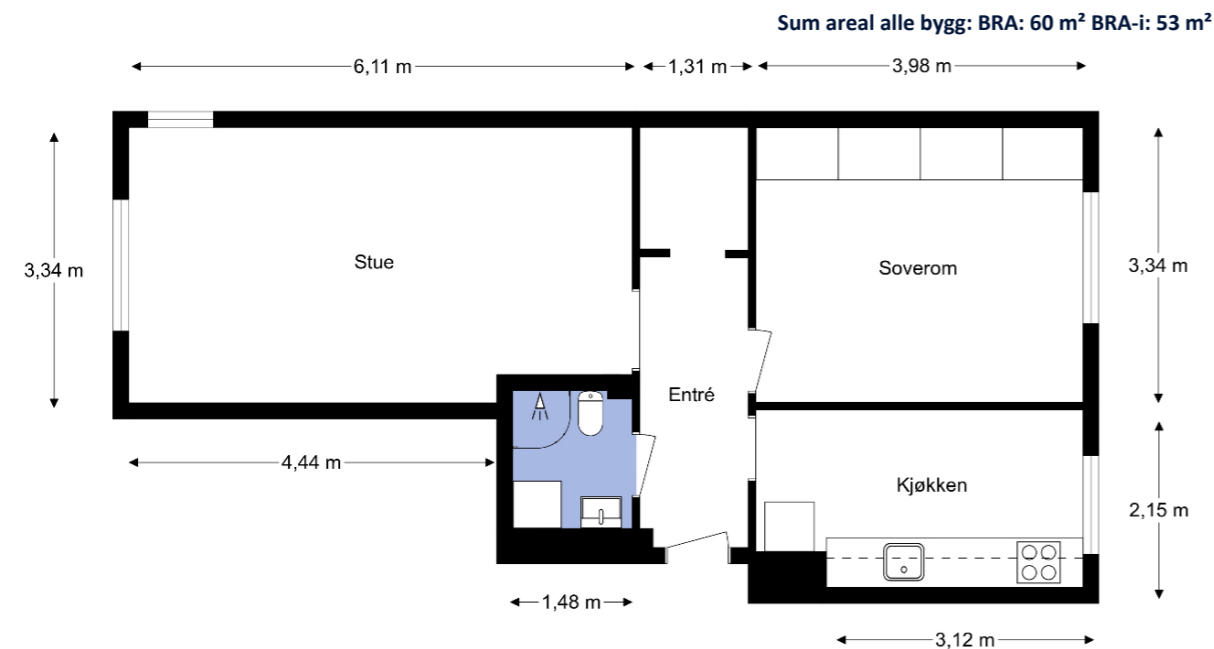 Sum areal alle bygg: BRA: 60 m² BRA-i: 53 m²
6,11 m
1,31 m
3,98 m
3,34 m
Stue
Soverom
3,34 m
Entré
4,44 m
Kjøkken
2,15 m
1,48 m
3,12 m